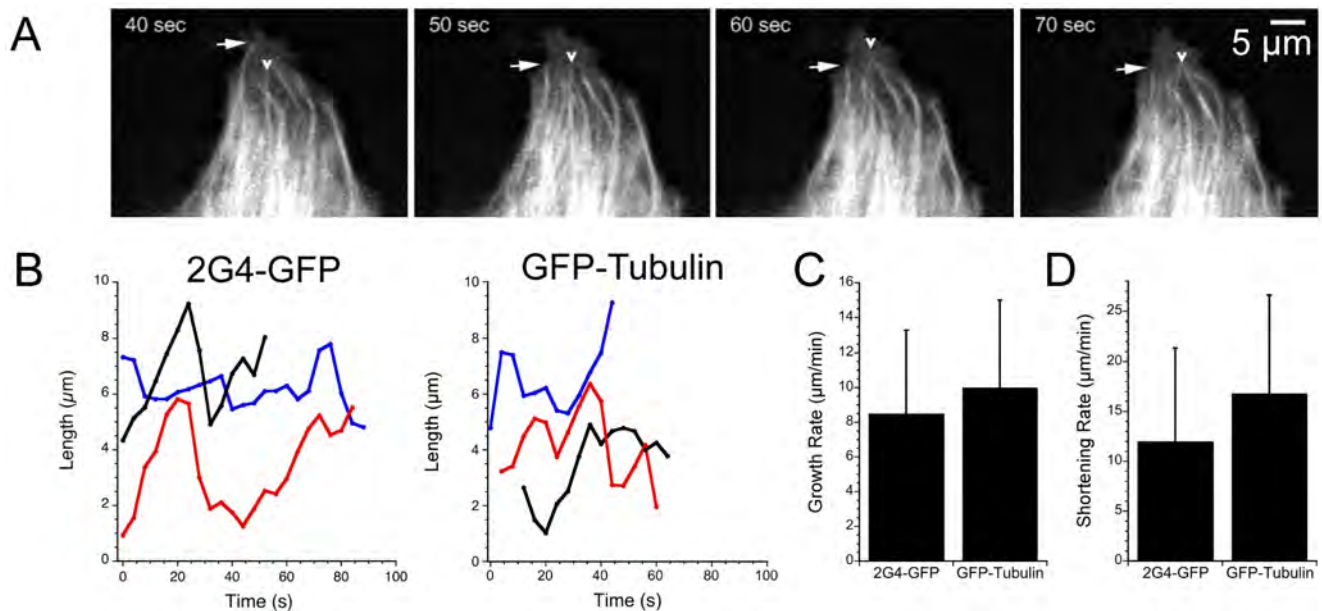 A
40 sec
50 sec
60 sec
70 sec
5 µm
B
2G4-GFP
Length (µm)
10
8
6
4
2
0
0 20 40 60 80 100
Time (s)
GFP-Tubulin
Length (µm)
10
8
6
4
2
0
0 20 40 60 80 100
Time (s)
C
Growth Rate (µm/min)
16
14
12
10
8
6
4
2
0
2G4-GFP GFP-Tubulin
D
Shortening Rate (µm/min)
25
20
15
10
5
0
2G4-GFP GFP-Tubulin